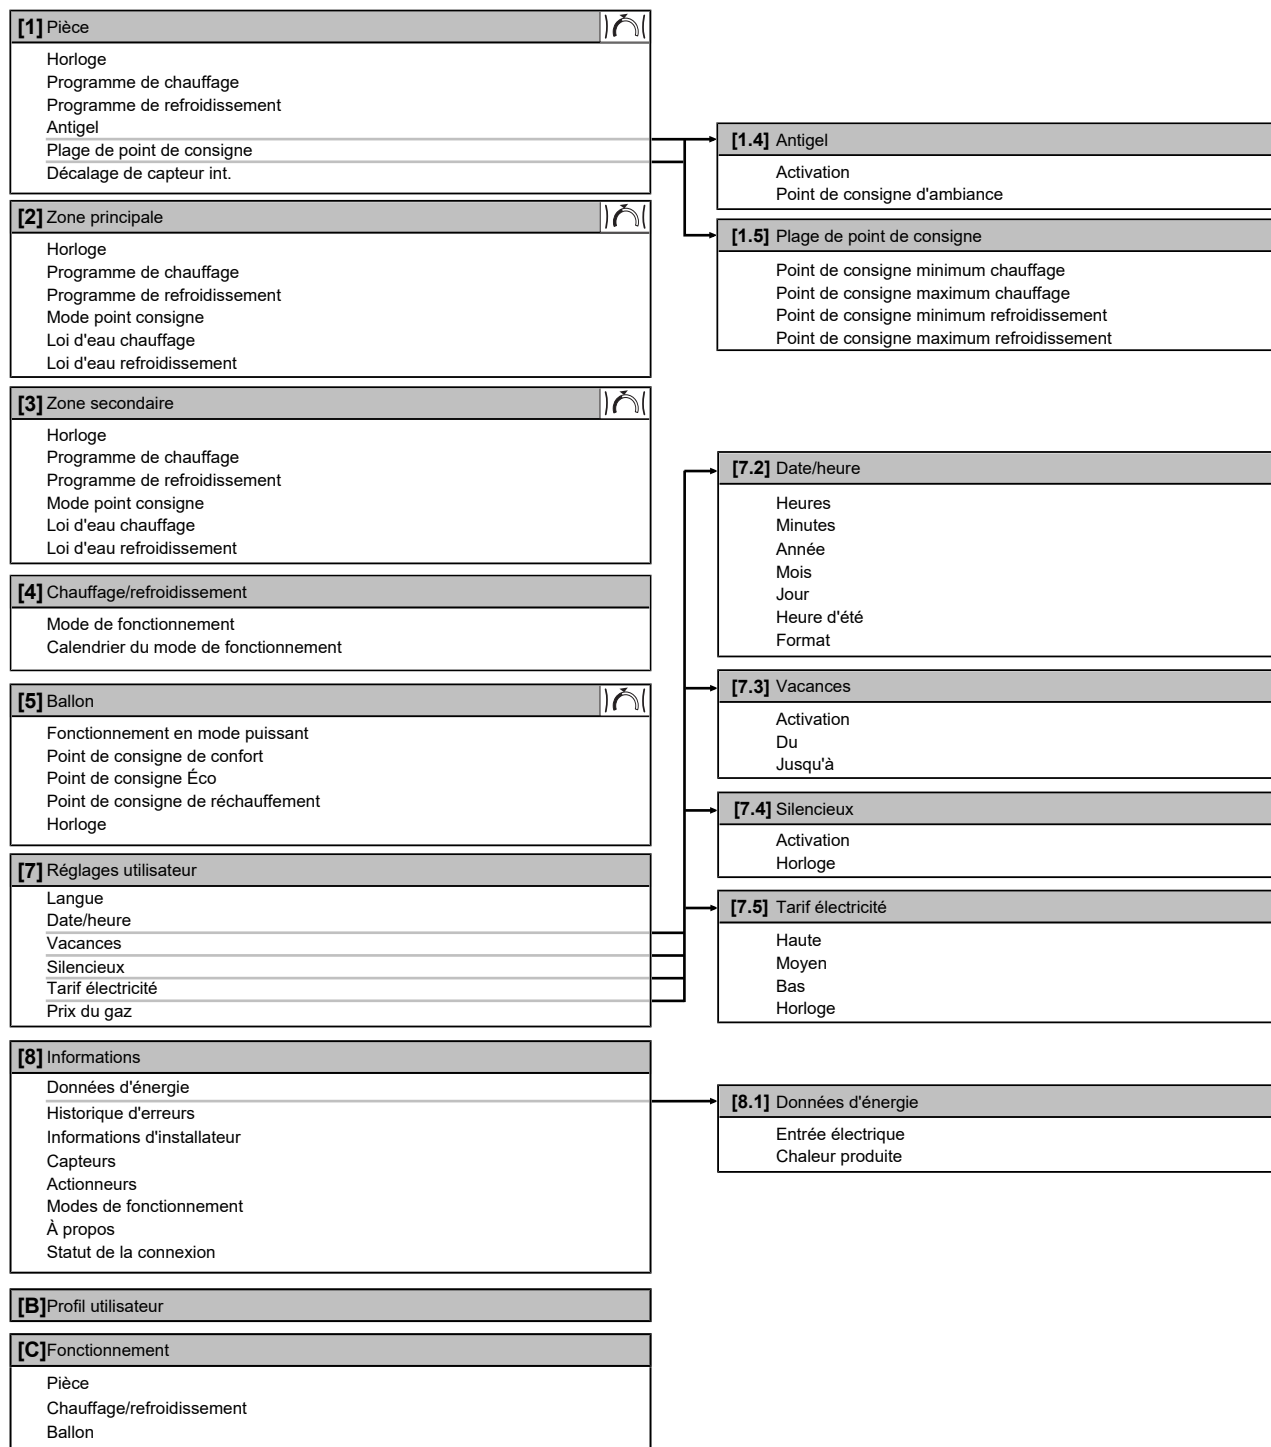 [1] Pièce
Horloge
Programme de chauffage
Programme de refroidissement
Antigel
Plage de point de consigne
Décalage de capteur int.
[2] Zone principale
Horloge
Programme de chauffage
Programme de refroidissement
Mode point consigne
Loi d'eau chauffage
Loi d'eau refroidissement
[3] Zone secondaire
Horloge
Programme de chauffage
Programme de refroidissement
Mode point consigne
Loi d'eau chauffage
Loi d'eau refroidissement
[4] Chauffage/refroidissement
Mode de fonctionnement
Calendrier du mode de fonctionnement
[5] Ballon
Fonctionnement en mode puissant
Point de consigne de confort
Point de consigne Éco
Point de consigne de réchauffement
Horloge
[7] Réglages utilisateur
Langue
Date/heure
Vacances
Silencieux
Tarif électricité
Prix du gaz
[8] Informations
Données d'énergie
Historique d'erreurs
Informations d'installateur
Capteurs
Actionneurs
Modes de fonctionnement
À propos
Statut de la connexion
[B] Profil utilisateur
[C] Fonctionnement
Pièce
Chauffage/refroidissement
Ballon
[1.4] Antigel
Activation
Point de consigne d'ambiance
[1.5] Plage de point de consigne
Point de consigne minimum chauffage
Point de consigne maximum chauffage
Point de consigne minimum refroidissement
Point de consigne maximum refroidissement
[7.2] Date/heure
Heures
Minutes
Année
Mois
Jour
Heure d'été
Format
[7.3] Vacances
Activation
Du
Jusqu'à
[7.4] Silencieux
Activation
Horloge
[7.5] Tarif électricité
Haute
Moyen
Bas
Horloge
[8.1] Données d'énergie
Entrée électrique
Chaleur produite